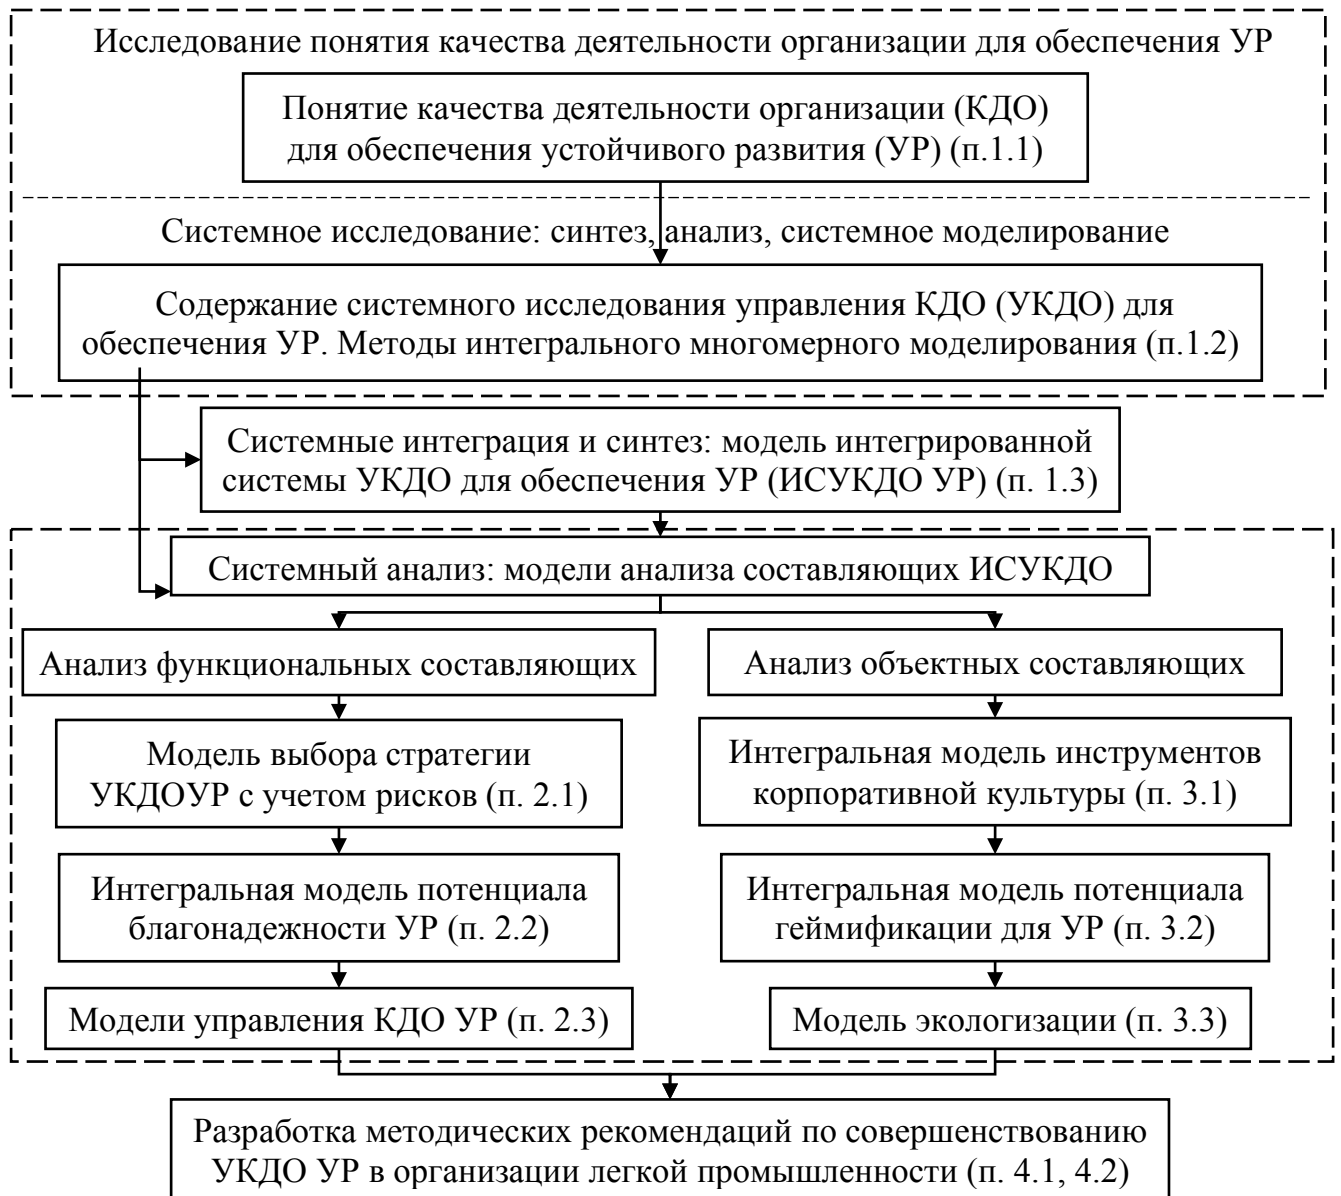 Исследование понятия качества деятельности организации для обеспечения УР
Понятие качества деятельности организации (КДО)
для обеспечения устойчивого развития (УР) (п.1.1)
Системное исследование: синтез, анализ, системное моделирование
Содержание системного исследования управления КДО (УКДО) для
обеспечения УР. Методы интегрального многомерного моделирования (п.1.2)
Системные интеграция и синтез: модель интегрированной
системы УКДО для обеспечения УР (ИСУКДО УР) (п. 1.3)
Системный анализ: модели анализа составляющих ИСУКДО
Анализ функциональных составляющих
Модель выбора стратегии
УКДОУР с учетом рисков (п. 2.1)
Интегральная модель потенциала
благонадежности УР (п. 2.2)
Модели управления КДО УР (п. 2.3)
Анализ объектных составляющих
Интегральная модель инструментов
корпоративной культуры (п. 3.1)
Интегральная модель потенциала
геймификации для УР (п. 3.2)
Модель экологизации (п. 3.3)
Разработка методических рекомендаций по совершенствованию
УКДО УР в организации легкой промышленности (п. 4.1, 4.2)